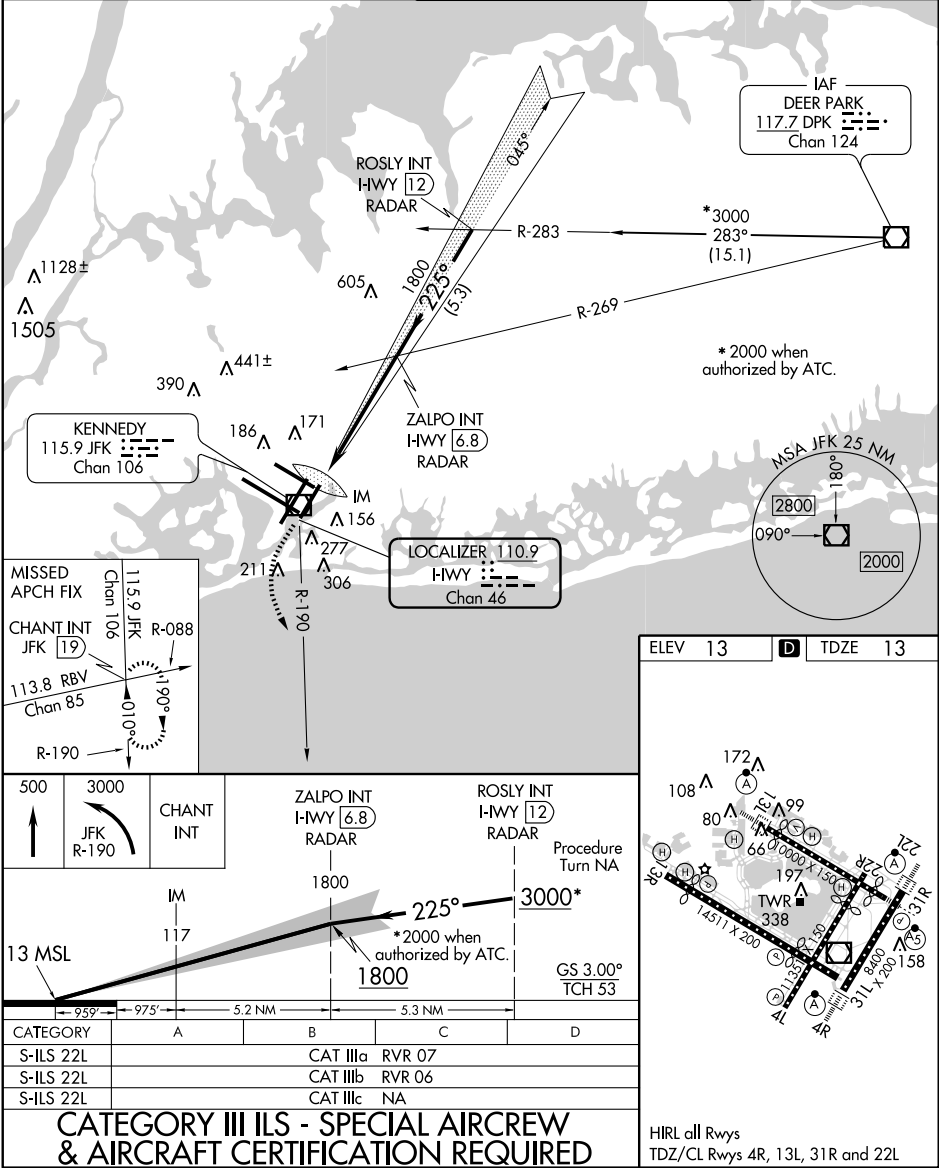 IAF
DEER PARK
117.7 DPK
Chan 124
ROSLY INT
I-IWY 12
RADAR
045°
*3000
283°
(15.1)
R-283
1128±
1505
605
1800
225°
(5.3)
R-269
* 2000 when
authorized by ATC.
441±
390
ZALPO INT
I-IWY 6.8
RADAR
KENNEDY
115.9 JFK
Chan 106
186
171
IM
156
277
211
306
R-190
LOCALIZER 110.9
I-IWY
Chan 46
MSA JFK 25 NM
180°
2800
090°
2000
MISSED
APCH FIX
115.9 JFK
Chan 106
CHANT INT
JFK 19
R-088
113.8 RBV
Chan 85
190°
010°
R-190
ELEV 13
D
TDZE 13
172
A
108
13L
99
80
V
H
66
10000 X 150
H
H
13R
P
197
H
TWR
338
22R
22L
A
31R
14511 X 200
P
P
A5
158
8400 X 200
31L
P
4L
A
4R
HIRL all Rwys
TDZ/CL Rwys 4R, 13L, 31R and 22L
500
3000
JFK
R-190
CHANT
INT
ZALPO INT
I-IWY 6.8
RADAR
ROSLY INT
I-IWY 12
RADAR
Procedure
Turn NA
IM
1800
225°
3000*
117
*2000 when
authorized by ATC.
13 MSL
1800
GS 3.00°
TCH 53
959'
975'
5.2 NM
5.3 NM
CATEGORY A B C D
S-ILS 22L CAT IIIa RVR 07
S-ILS 22L CAT IIIb RVR 06
S-ILS 22L CAT IIIc NA
CATEGORY III ILS - SPECIAL AIRCREW
& AIRCRAFT CERTIFICATION REQUIRED